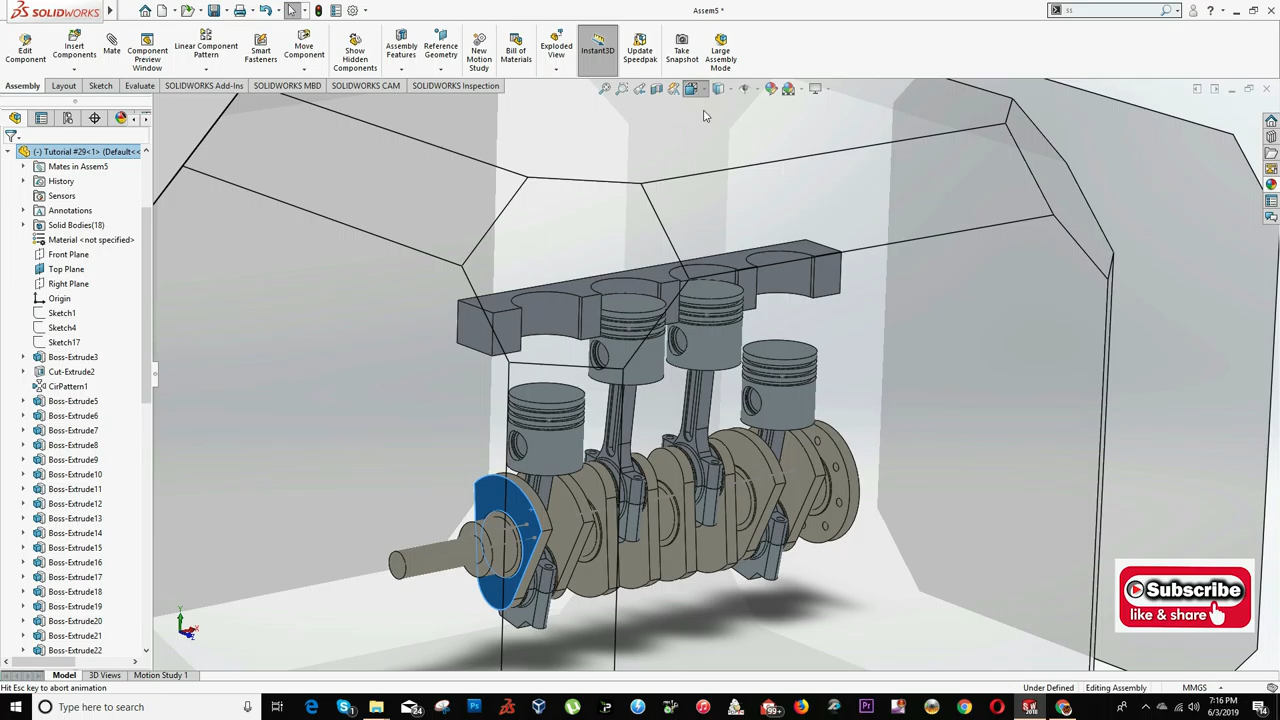 SOLIDWORKS
Assem5 *
ss
Edit Component
Insert Components
Mate
Component Preview Window
Linear Component Pattern
Smart Fasteners
Move Component
Show Hidden Components
Assembly Features
Reference Geometry
New Motion Study
Bill of Materials
Exploded View
Instant3D
Update Speedpak
Take Snapshot
Large Assembly Mode
Assembly
Layout
Sketch
Evaluate
SOLIDWORKS Add-Ins
SOLIDWORKS MBD
SOLIDWORKS CAM
SOLIDWORKS Inspection
(-) Tutorial #29<1> (Default<<
Mates in Assem5
History
Sensors
Annotations
Solid Bodies(18)
Material <not specified>
Front Plane
Top Plane
Right Plane
Origin
Sketch1
Sketch4
Sketch17
Boss-Extrude3
Cut-Extrude2
CirPattern1
Boss-Extrude5
Boss-Extrude6
Boss-Extrude7
Boss-Extrude8
Boss-Extrude9
Boss-Extrude10
Boss-Extrude11
Boss-Extrude12
Boss-Extrude13
Boss-Extrude14
Boss-Extrude15
Boss-Extrude16
Boss-Extrude17
Boss-Extrude18
Boss-Extrude19
Boss-Extrude20
Boss-Extrude21
Boss-Extrude22
Subscribe
like & share
Model
3D Views
Motion Study 1
Hit Esc key to abort animation
Under Defined
Editing Assembly
MMGS
Type here to search
7:16 PM
6/3/2019